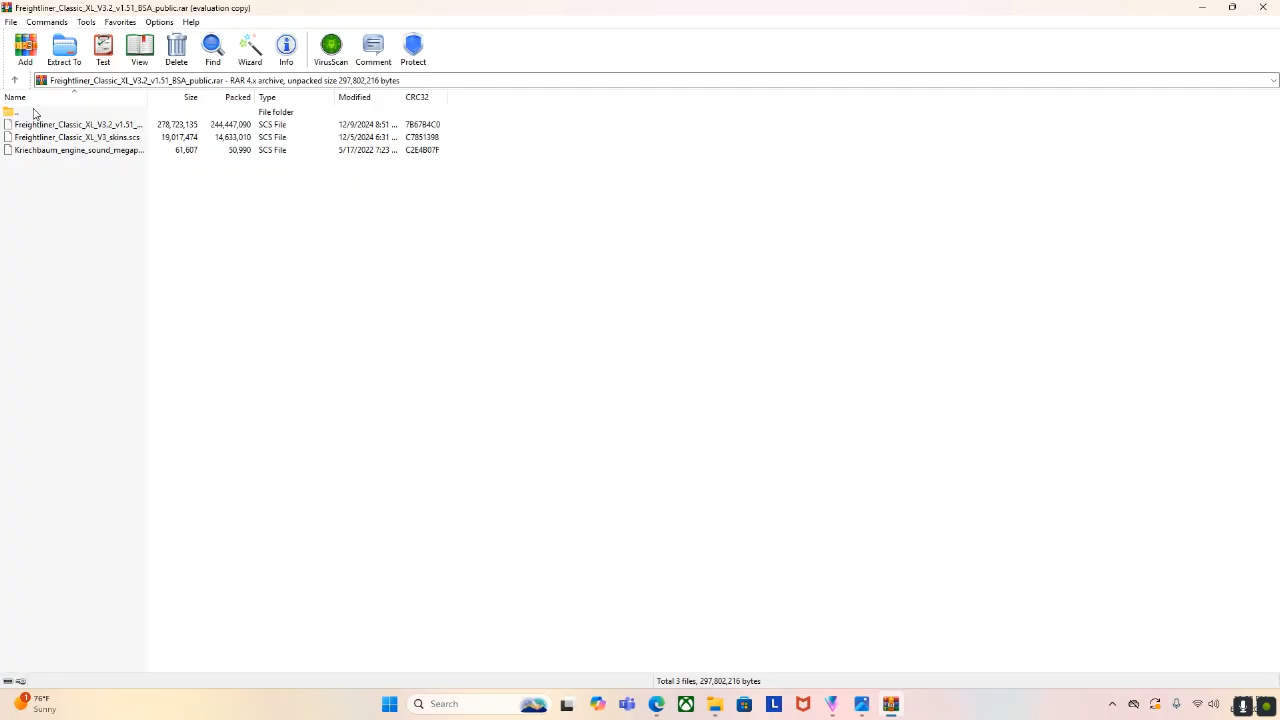 Freightliner_Classic_XL_V3.2_v1.51_BSA_public.rar (evaluation copy)
File Commands Tools Favorites Options Help
Add Extract To Test View Delete Find Wizard Info VirusScan Comment Protect
Freightliner_Classic_XL_V3.2_v1.51_BSA_public.rar - RAR 4.x archive, unpacked size 297,802,216 bytes
Name Size Packed Type Modified CRC32
.. File folder
Freightliner_Classic_XL_V3.2_v1.51_... 278,723,135 244,447,090 SCS File 12/9/2024 8:51 ... 7B67B4C0
Freightliner_Classic_XL_V3_skins.scs 19,017,474 14,633,010 SCS File 12/5/2024 6:31 ... C7851398
Kriechbaum_engine_sound_megap... 61,607 50,990 SCS File 5/17/2022 7:23 ... C2E4B07F
Total 3 files, 297,802,216 bytes
1
76°F
Sunny
Search